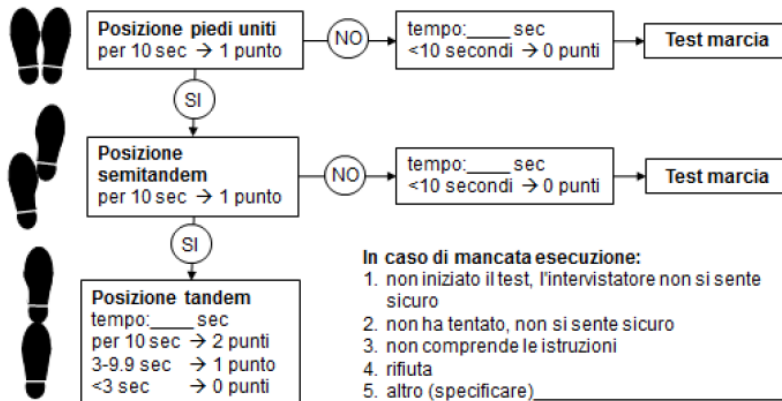 Posizione piedi uniti
per 10 sec → 1 punto
NO
tempo:____ sec
<10 secondi → 0 punti
Test marcia
SI
Posizione
semitandem
per 10 sec → 1 punto
NO
tempo:____ sec
<10 secondi → 0 punti
Test marcia
SI
Posizione tandem
tempo:____ sec
per 10 sec → 2 punti
3-9.9 sec → 1 punto
<3 sec → 0 punti
In caso di mancata esecuzione:
1. non iniziato il test, l'intervistatore non si sente
sicuro
2. non ha tentato, non si sente sicuro
3. non comprende le istruzioni
4. rifiuta
5. altro (specificare)____________________